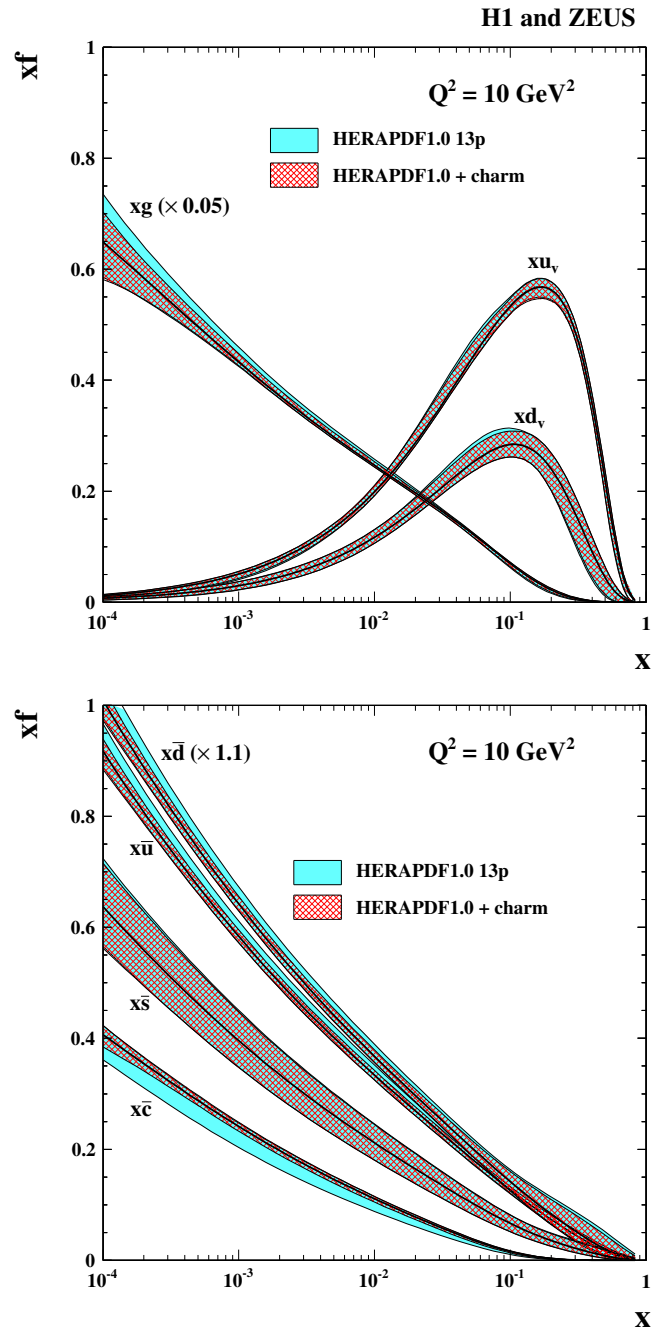 H1 and ZEUS
xf
1
Q² = 10 GeV²
HERAPDF1.0 13p
HERAPDF1.0 + charm
0.8
xg (× 0.05)
0.6
xuᵥ
0.4
xdᵥ
0.2
0
10⁻⁴ 10⁻³ 10⁻² 10⁻¹ 1
x
xf
1
xd̄ (× 1.1)
Q² = 10 GeV²
0.8
xū
HERAPDF1.0 13p
HERAPDF1.0 + charm
0.6
xs̄
0.4
xc̄
0.2
0
10⁻⁴ 10⁻³ 10⁻² 10⁻¹ 1
x